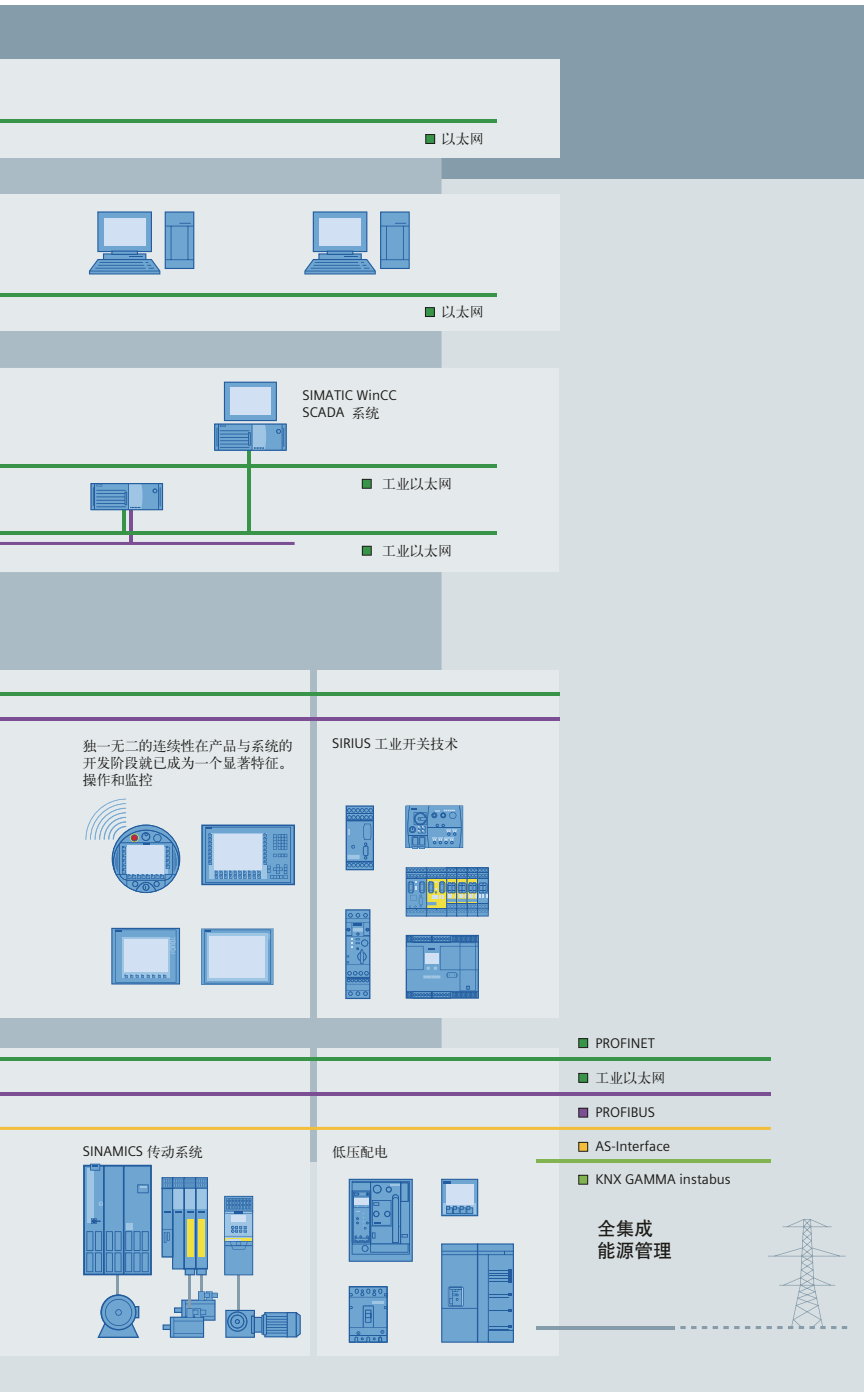 以太网
以太网
SIMATIC WinCC
SCADA 系统
工业以太网
工业以太网
独一无二的连续性在产品与系统的
开发阶段就已成为一个显著特征。
操作和监控
SIRIUS 工业开关技术
PROFINET
工业以太网
PROFIBUS
AS-Interface
KNX GAMMA instabus
SINAMICS 传动系统
低压配电
全集成
能源管理